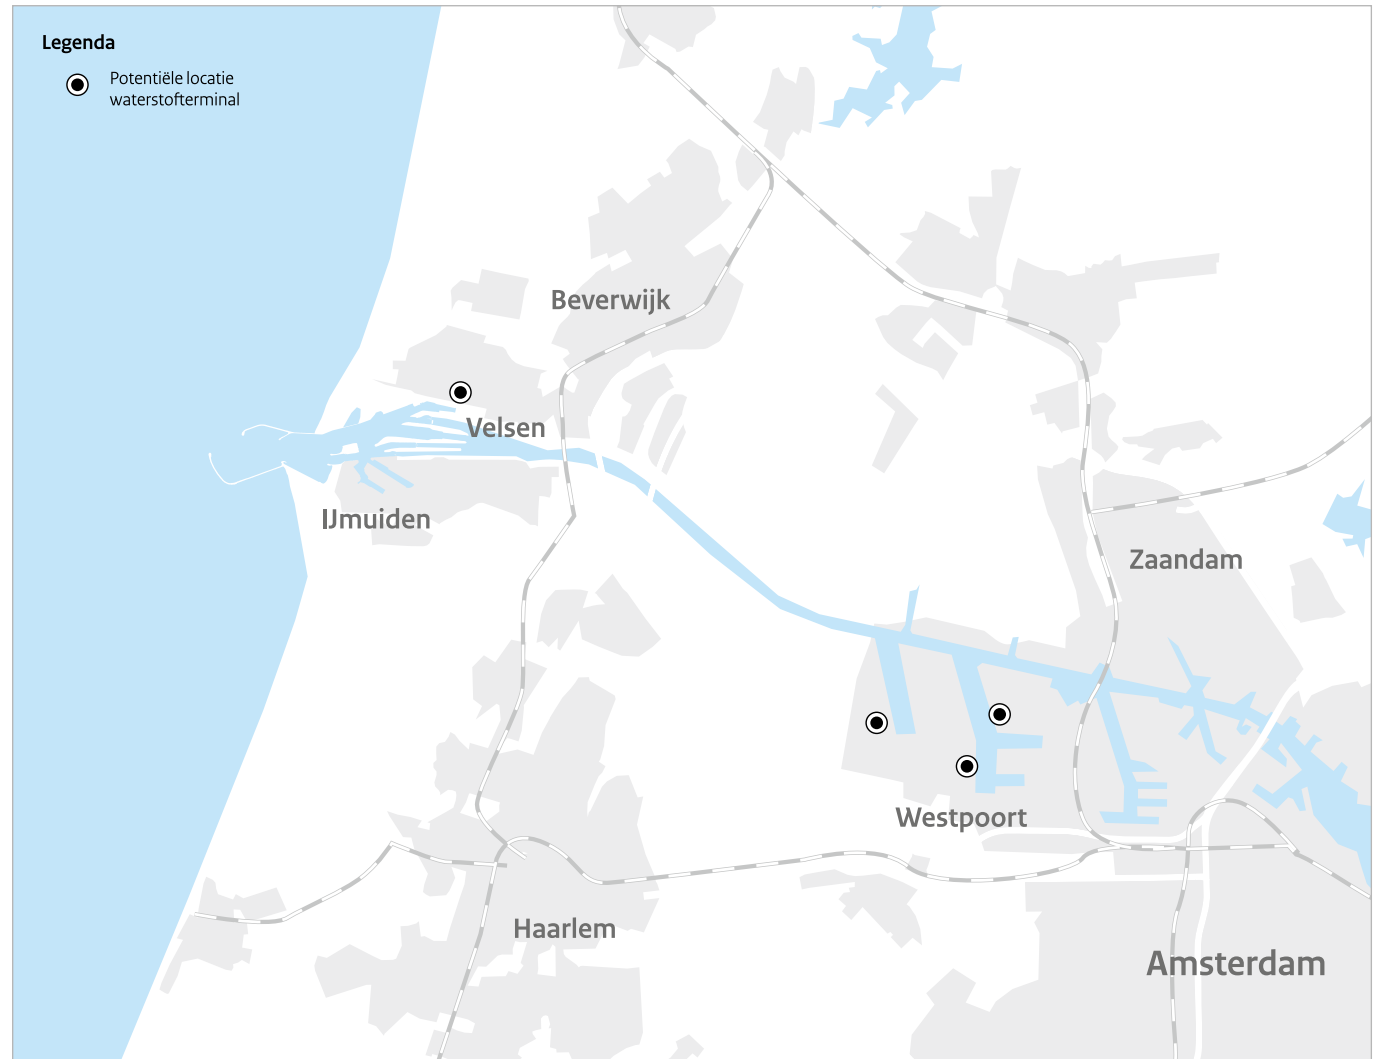 Legenda
Potentiële locatie
waterstofterminal
Beverwijk
Velsen
IJmuiden
Zaandam
Westpoort
Haarlem
Amsterdam